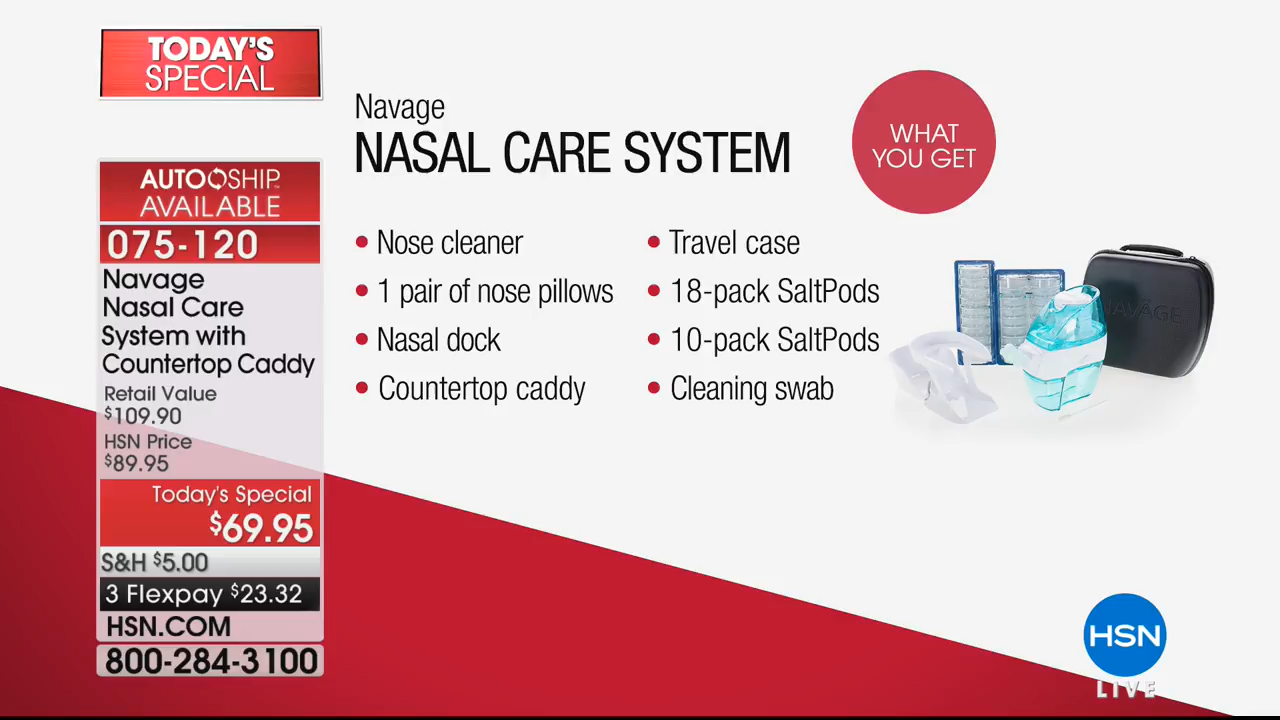 TODAY'S
SPECIAL
AUTOSHIP™
AVAILABLE
075-120
Navage
Nasal Care
System with
Countertop Caddy
Retail Value
$109.90
HSN Price
$89.95
Today's Special
$69.95
S&H $5.00
3 Flexpay $23.32
HSN.COM
800-284-3100
Navage
NASAL CARE SYSTEM
WHAT
YOU GET
• Nose cleaner
• 1 pair of nose pillows
• Nasal dock
• Countertop caddy
• Travel case
• 18-pack SaltPods
• 10-pack SaltPods
• Cleaning swab
NAVÁGE
HSN
LIVE